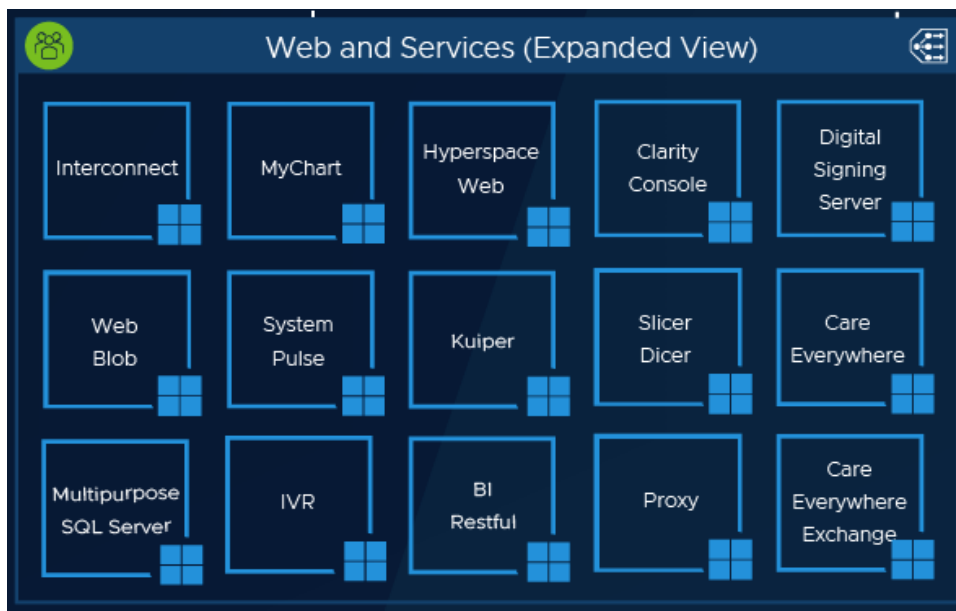 Web and Services (Expanded View)
Interconnect
MyChart
Hyperspace
Web
Clarity
Console
Digital
Signing
Server
Web
Blob
System
Pulse
Kuiper
Slicer
Dicer
Care
Everywhere
Multipurpose
SQL Server
IVR
BI
Restful
Proxy
Care
Everywhere
Exchange